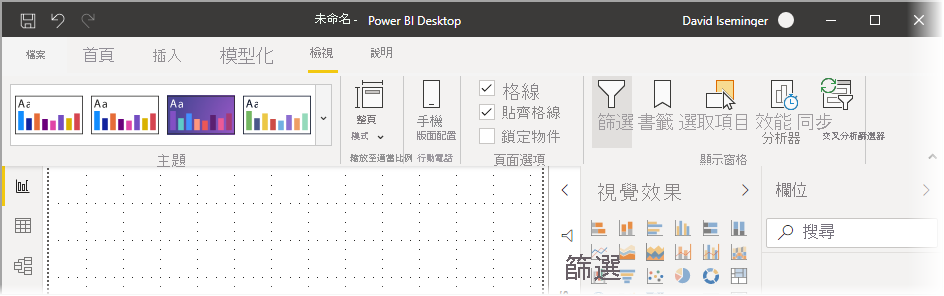 未命名 - Power BI Desktop David Iseminger
檔案 首頁 插入 模型化 檢視 說明
Aa Aa Aa Aa
整頁
模式
縮放至適當比例
手機
版面配置
行動電話
格線
貼齊格線
鎖定物件
頁面選項
篩選 書籤 選取項目 效能 同步
分析器 交叉分析篩選器
主題
顯示窗格
視覺效果
欄位
搜尋
篩選